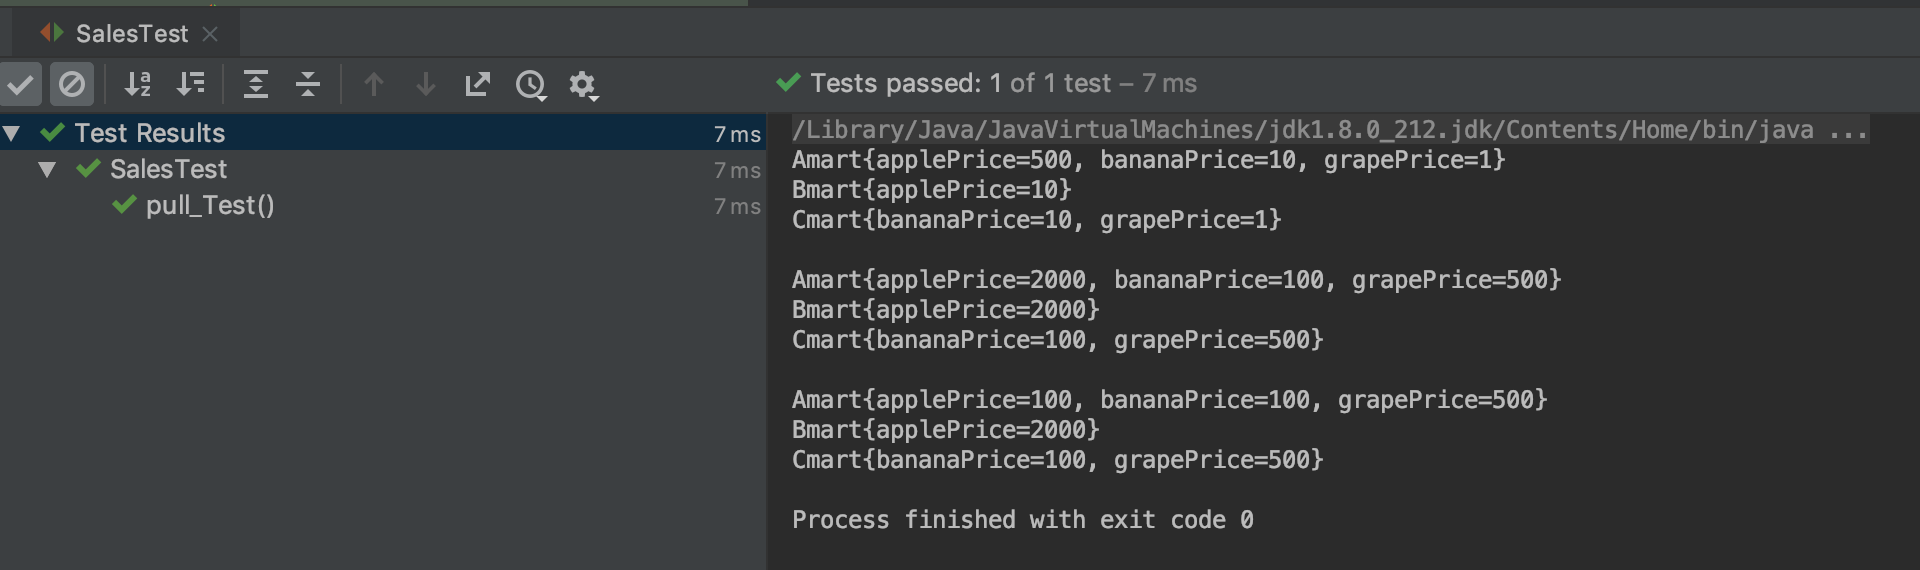 SalesTest
Tests passed: 1 of 1 test – 7 ms
Test Results 7 ms
SalesTest 7 ms
pull_Test() 7 ms
/Library/Java/JavaVirtualMachines/jdk1.8.0_212.jdk/Contents/Home/bin/java ...
Amart{applePrice=500, bananaPrice=10, grapePrice=1}
Bmart{applePrice=10}
Cmart{bananaPrice=10, grapePrice=1}
Amart{applePrice=2000, bananaPrice=100, grapePrice=500}
Bmart{applePrice=2000}
Cmart{bananaPrice=100, grapePrice=500}
Amart{applePrice=100, bananaPrice=100, grapePrice=500}
Bmart{applePrice=2000}
Cmart{bananaPrice=100, grapePrice=500}
Process finished with exit code 0